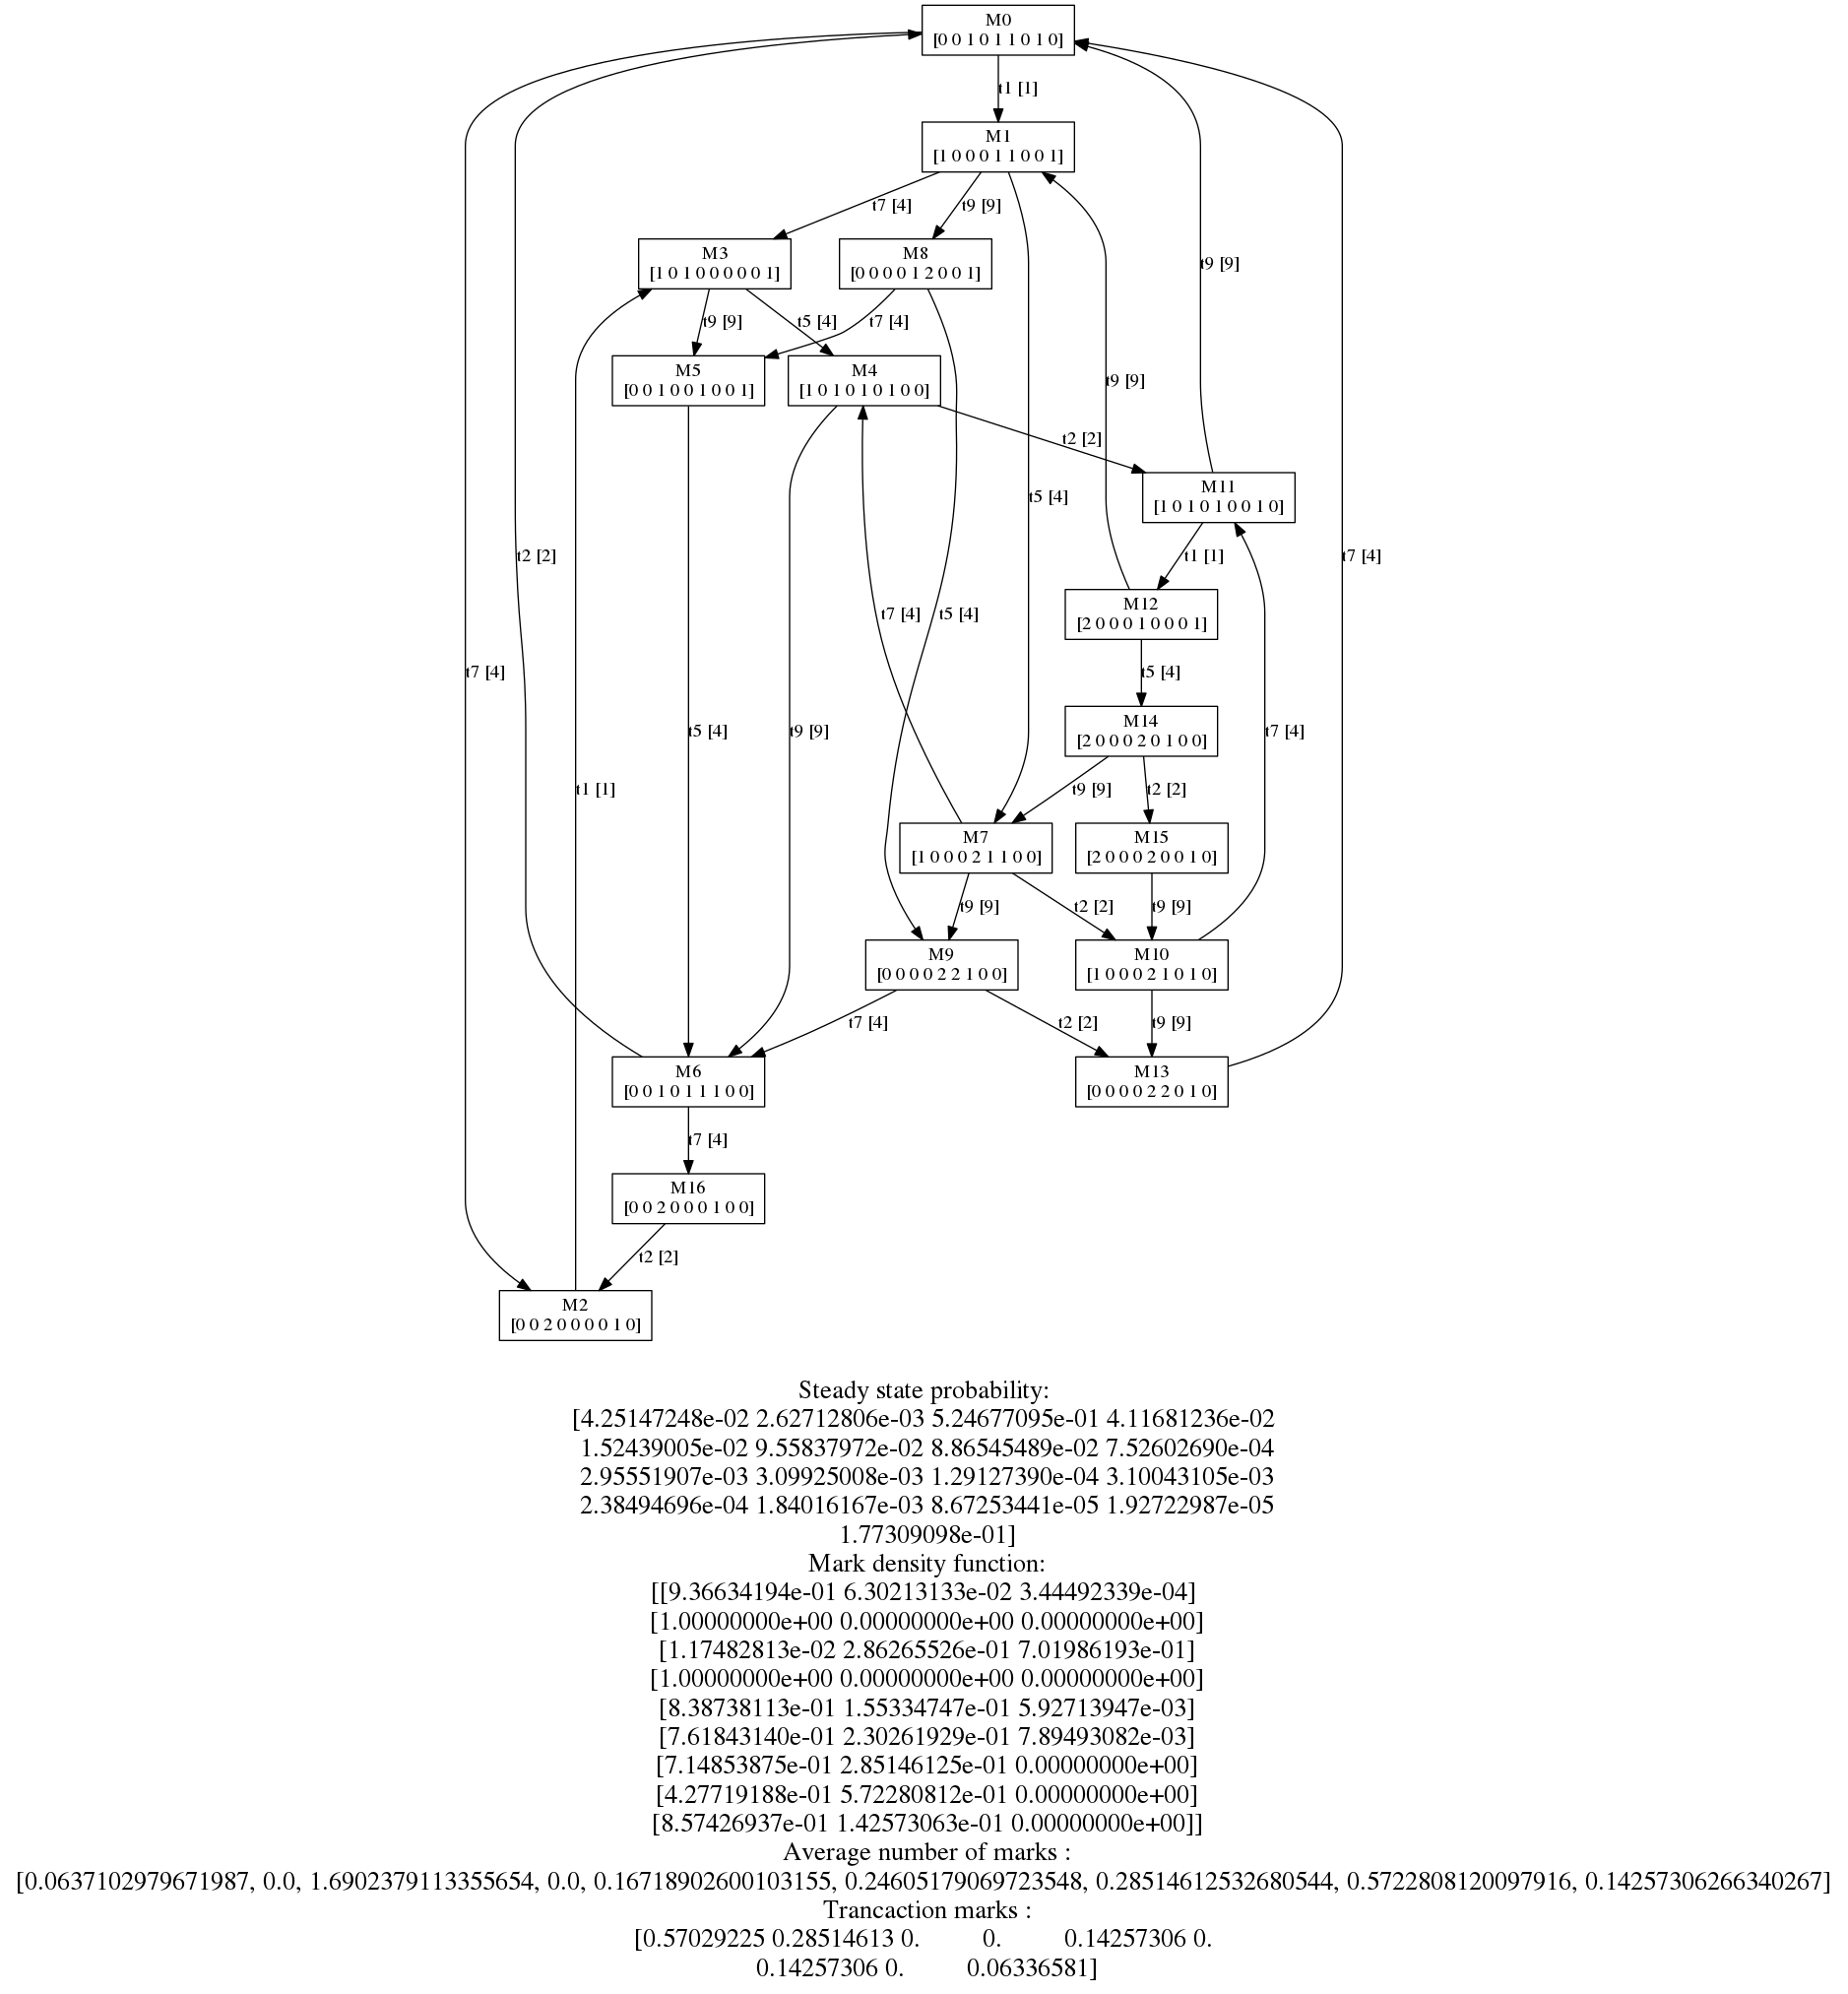 M0
[0 0 1 0 1 1 0 1 0]
t1 [1]
M1
[1 0 0 0 1 1 0 0 1]
t7 [4]
t9 [9]
t9 [9]
M3
[1 0 1 0 0 0 0 0 1]
M8
[0 0 0 0 1 2 0 0 1]
t9 [9]
t5 [4]
t7 [4]
M5
[0 0 1 0 0 1 0 0 1]
M4
[1 0 1 0 1 0 1 0 0]
t9 [9]
t2 [2]
M11
[1 0 1 0 1 0 0 1 0]
t5 [4]
t2 [2]
t1 [1]
t7 [4]
M12
[2 0 0 0 1 0 0 0 1]
t7 [4]
t5 [4]
t7 [4]
t5 [4]
M14
[2 0 0 0 2 0 1 0 0]
t5 [4]
t9 [9]
t7 [4]
t1 [1]
t9 [9]
t2 [2]
M7
[1 0 0 0 2 1 1 0 0]
M15
[2 0 0 0 2 0 0 1 0]
t9 [9]
t2 [2]
t9 [9]
M9
[0 0 0 0 2 2 1 0 0]
M10
[1 0 0 0 2 1 0 1 0]
t7 [4]
t2 [2]
t9 [9]
M6
[0 0 1 0 1 1 1 0 0]
M13
[0 0 0 0 2 2 0 1 0]
t7 [4]
M16
[0 0 2 0 0 0 1 0 0]
t2 [2]
M2
[0 0 2 0 0 0 0 1 0]
Steady state probability:
[4.25147248e-02 2.62712806e-03 5.24677095e-01 4.11681236e-02
1.52439005e-02 9.55837972e-02 8.86545489e-02 7.52602690e-04
2.95551907e-03 3.09925008e-03 1.29127390e-04 3.10043105e-03
2.38494696e-04 1.84016167e-03 8.67253441e-05 1.92722987e-05
1.77309098e-01]
Mark density function:
[[9.36634194e-01 6.30213133e-02 3.44492339e-04]
[1.00000000e+00 0.00000000e+00 0.00000000e+00]
[1.17482813e-02 2.86265526e-01 7.01986193e-01]
[1.00000000e+00 0.00000000e+00 0.00000000e+00]
[8.38738113e-01 1.55334747e-01 5.92713947e-03]
[7.61843140e-01 2.30261929e-01 7.89493082e-03]
[7.14853875e-01 2.85146125e-01 0.00000000e+00]
[4.27719188e-01 5.72280812e-01 0.00000000e+00]
[8.57426937e-01 1.42573063e-01 0.00000000e+00]]
Average number of marks :
[0.0637102979671987, 0.0, 1.6902379113355654, 0.0, 0.16718902600103155, 0.24605179069723548, 0.28514612532680544, 0.5722808120097916, 0.14257306266340267]
Trancaction marks :
[0.57029225 0.28514613 0. 0. 0.14257306 0.
0.14257306 0. 0.06336581]